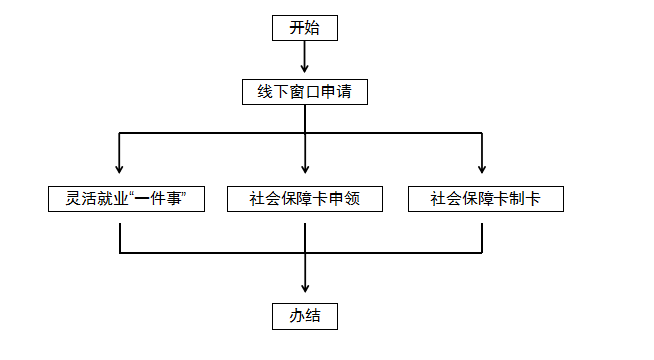 开始
线下窗口申请
灵活就业“一件事”
社会保障卡申领
社会保障卡制卡
办结